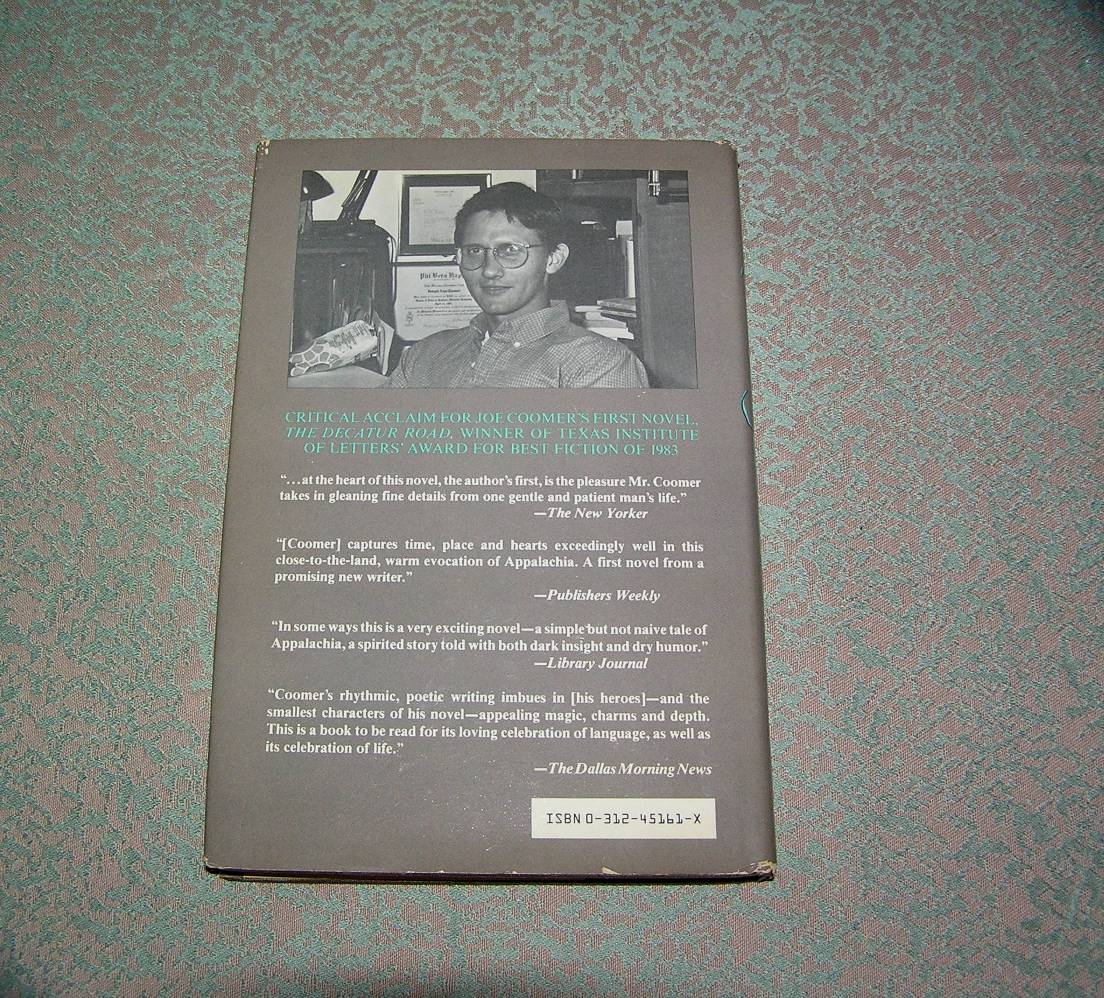 Phi Beta Kap
CRITICAL ACCLAIM FOR JOE COOMER'S FIRST NOVEL,
THE DECATUR ROAD, WINNER OF TEXAS INSTITUTE
OF LETTERS' AWARD FOR BEST FICTION OF 1983
“...at the heart of this novel, the author's first, is the pleasure Mr. Coomer
takes in gleaning fine details from one gentle and patient man's life.”
—The New Yorker
“[Coomer] captures time, place and hearts exceedingly well in this
close-to-the-land, warm evocation of Appalachia. A first novel from a
promising new writer.”
—Publishers Weekly
“In some ways this is a very exciting novel—a simple but not naive tale of
Appalachia, a spirited story told with both dark insight and dry humor.”
—Library Journal
“Coomer's rhythmic, poetic writing imbues in [his heroes]—and the
smallest characters of his novel—appealing magic, charms and depth.
This is a book to be read for its loving celebration of language, as well as
its celebration of life.”
—The Dallas Morning News
ISBN 0-312-45161-X